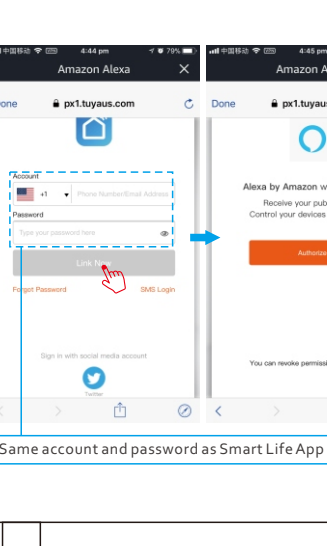 中国移动 VPN 4:44 pm 79%
Amazon Alexa
px1.tuyaus.com
Account
+1 Phone Number/Email Address
Password
Type your password here
Link Now
Forgot Password SMS Login
Sign in with social media account
Twitter
中国移动 VPN 4:45 pm
Amazon A
Done px1.tuyaus
Alexa by Amazon w
Receive your pub
Control your devices
Authoriz
You can revoke permissi
Same account and password as Smart Life App